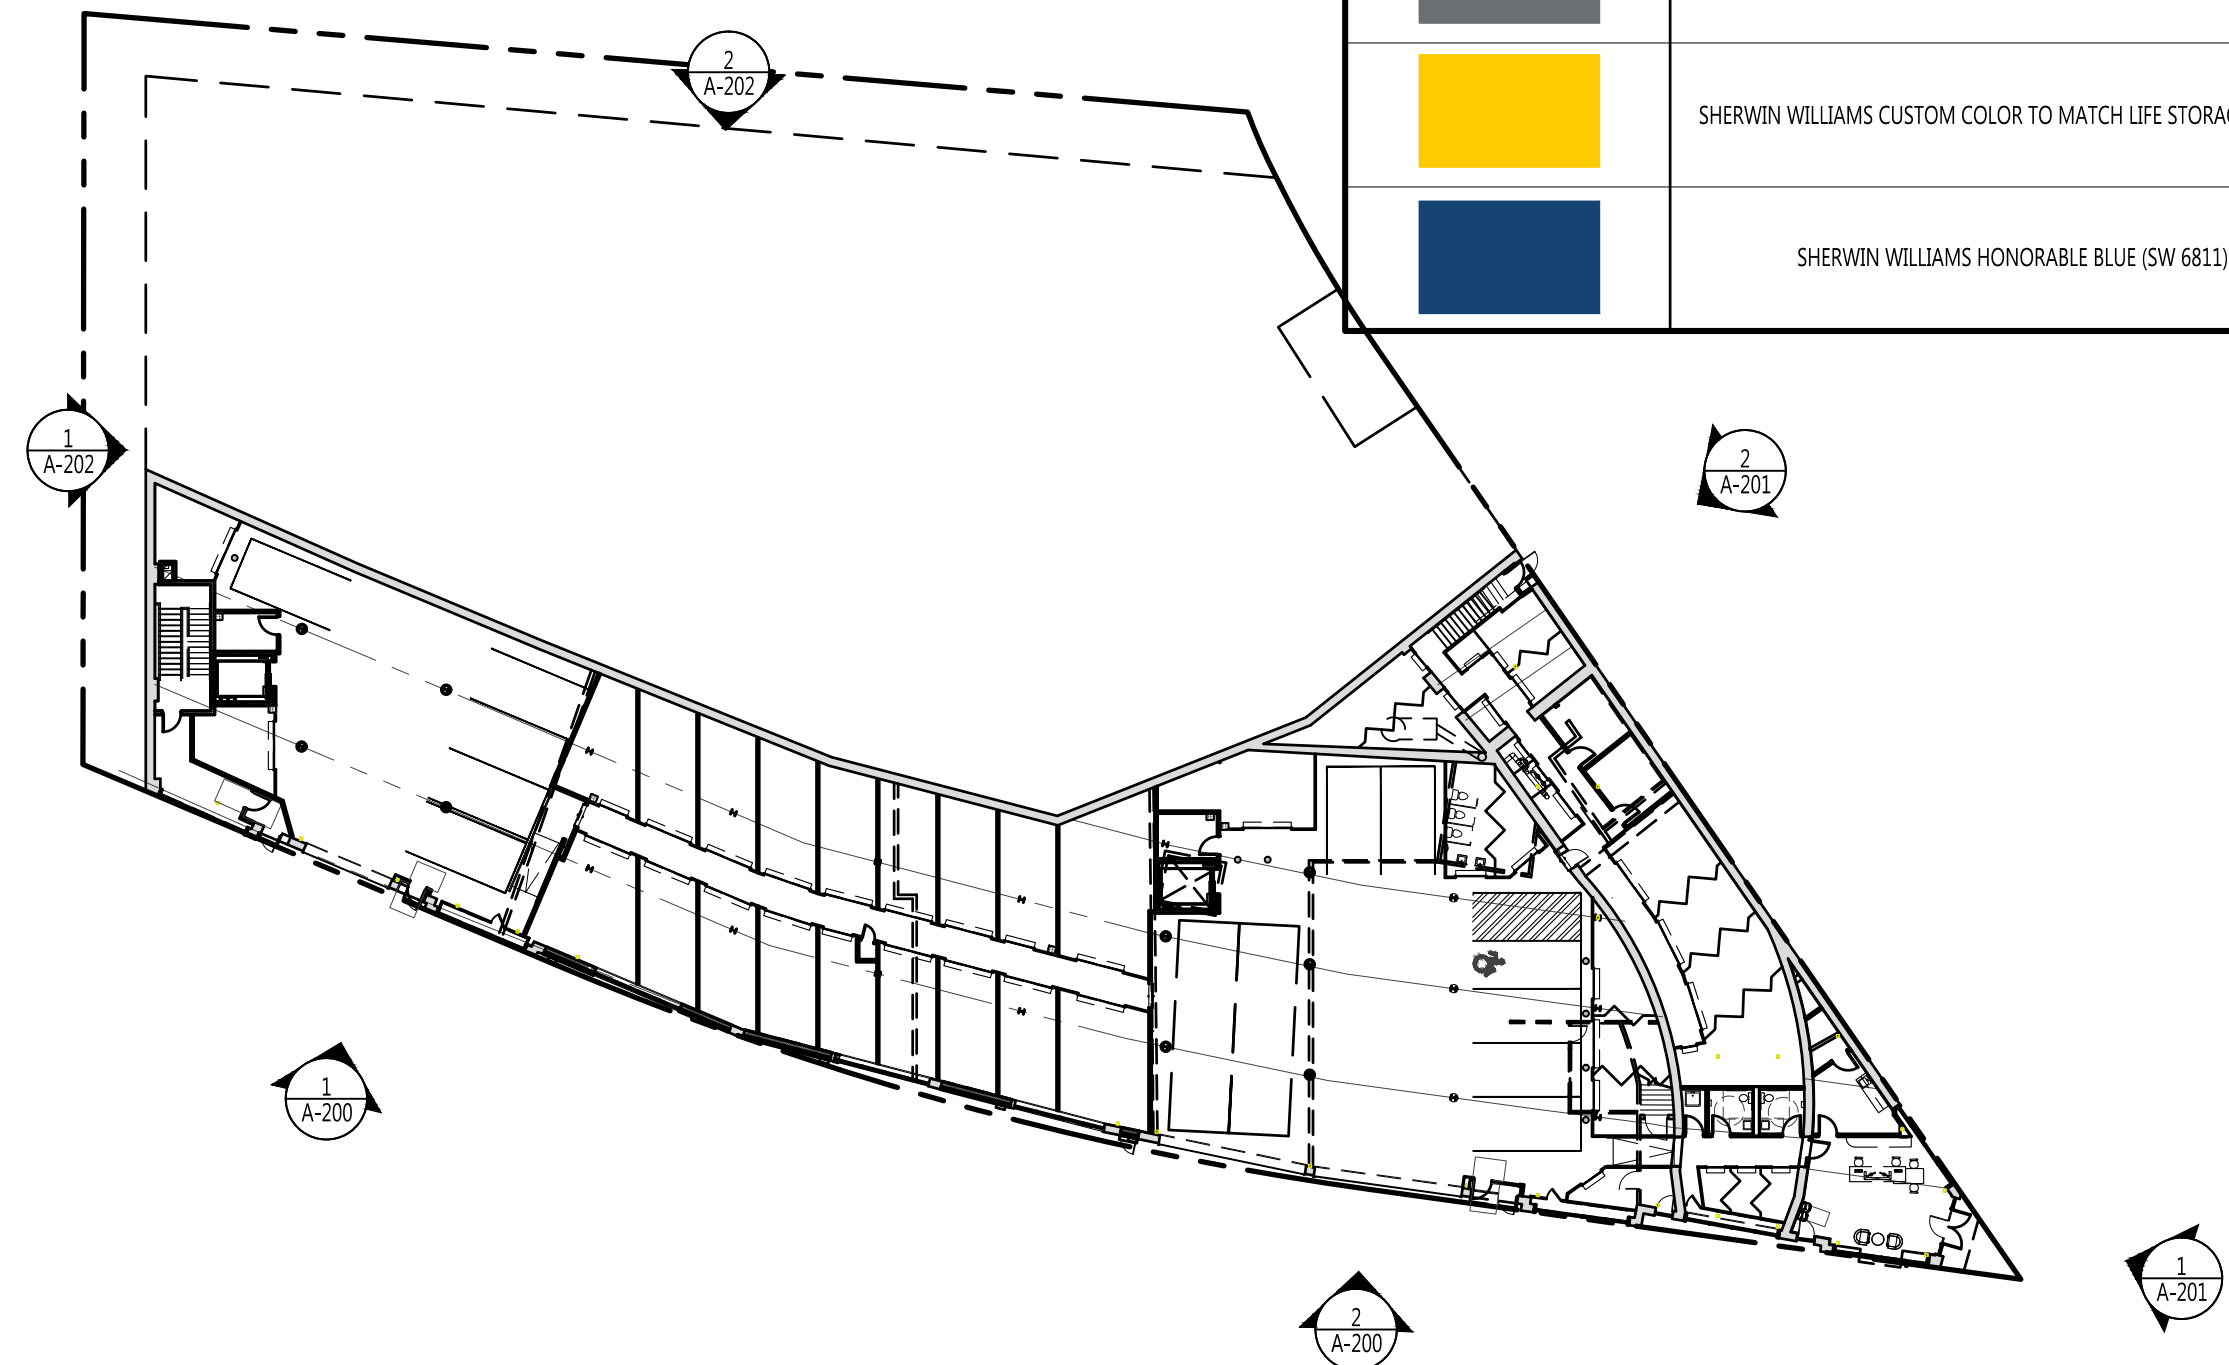 2
A-202
SHERWIN WILLIAMS CUSTOM COLOR TO MATCH LIFE
SHERWIN WILLIAMS HONORABLE BLUE (SW 6811)
1
A-202
2
A-201
1
A-200
2
A-200
1
A-201